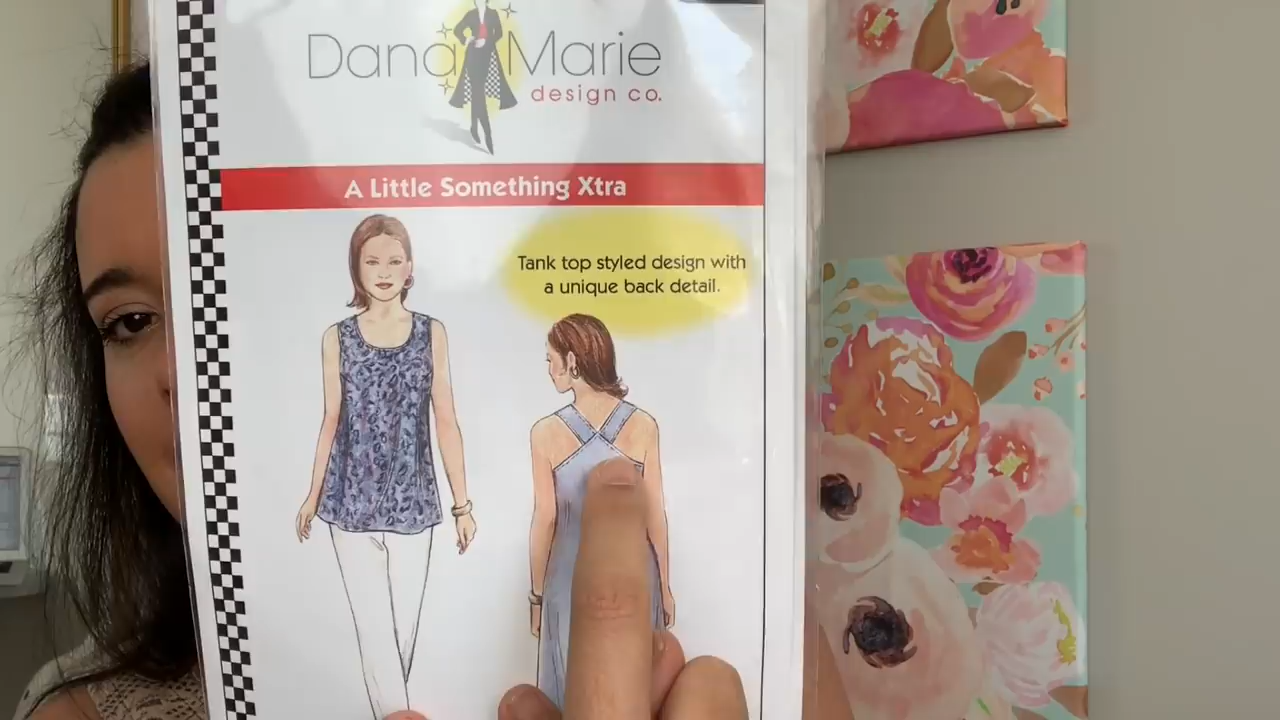 Dana Marie
design co.
A Little Something Xtra
Tank top styled design with
a unique back detail.